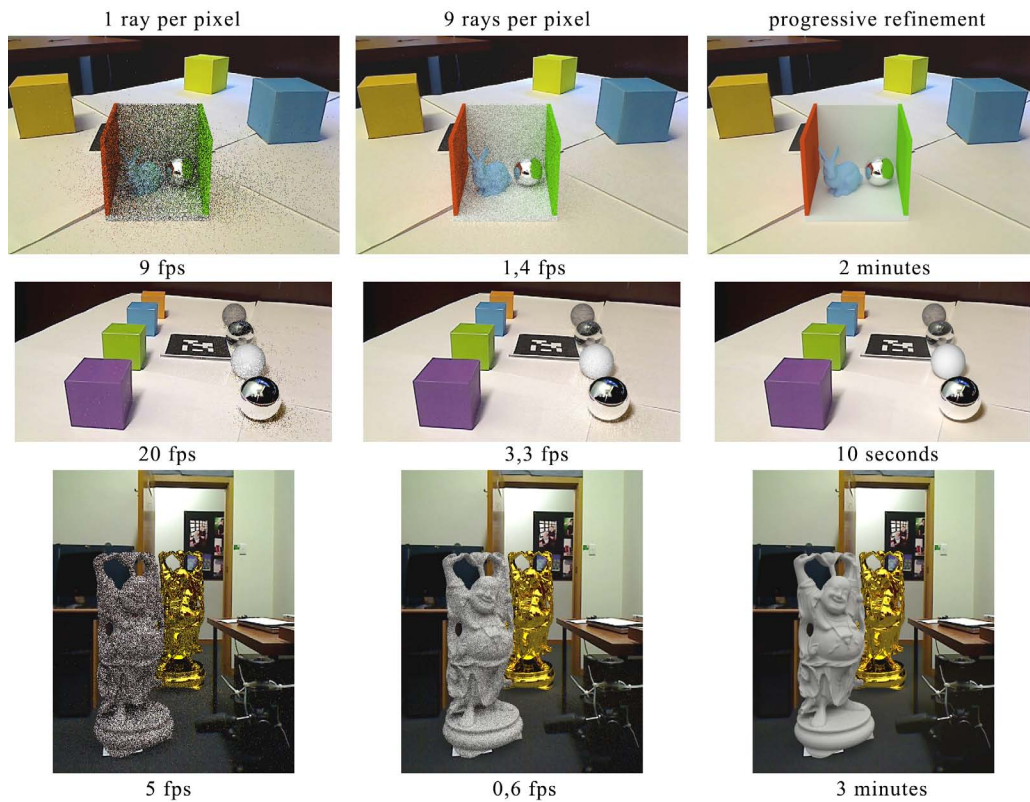 1 ray per pixel
9 rays per pixel
progressive refinement
9 fps
1,4 fps
2 minutes
20 fps
3,3 fps
10 seconds
5 fps
0,6 fps
3 minutes